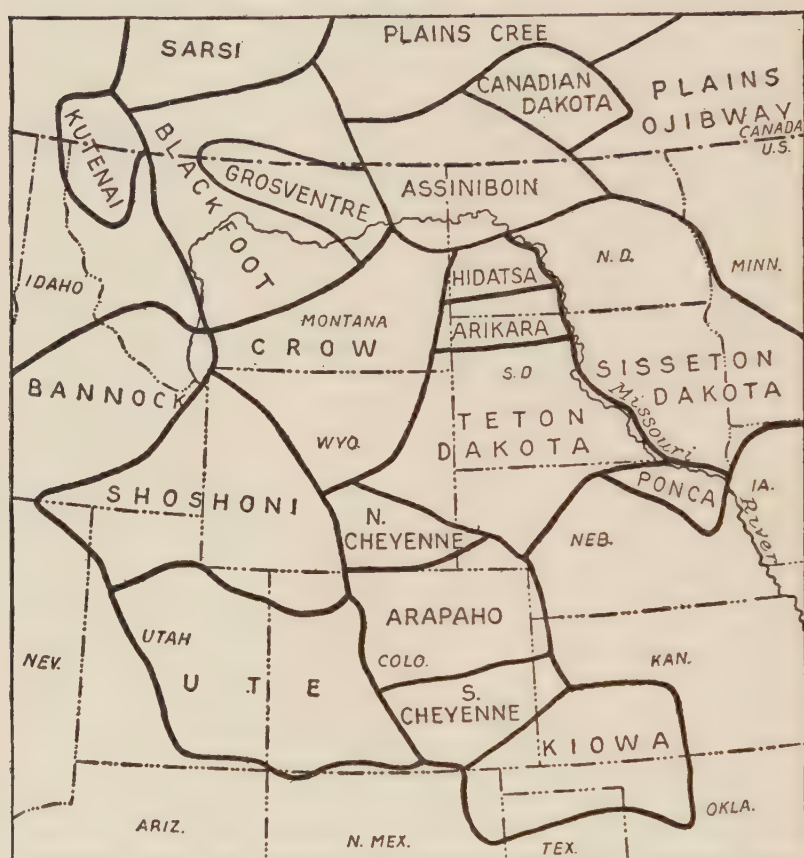 SARSI
PLAINS CREE
CANADIAN
DAKOTA
PLAINS
OJIBWAY
CANADA
U.S.
KUTENAI
BLACKFOOT
GROSVENTRE
ASSINIBOIN
IDAHO
HIDATSA
N.D.
MINN.
MONTANA
CROW
ARIKARA
BANNOCK
S.D
SISSETON
DAKOTA
WYO.
TETON
DAKOTA
Missouri
River
SHOSHONI
N.
CHEYENNE
PONCA
IA.
NEB.
ARAPAHO
NEV.
UTAH
UTE
COLO.
KAN.
S.
CHEYENNE
KIOWA
ARIZ.
N. MEX.
TEX.
OKLA.